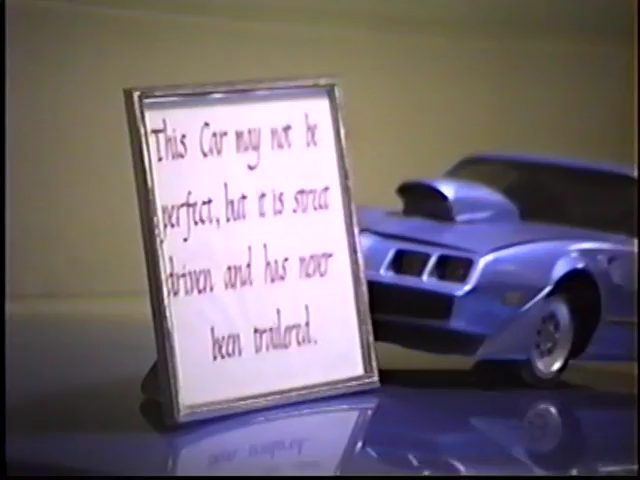 This Car may not be
perfect, but it is street
driven and has never
been trailered.